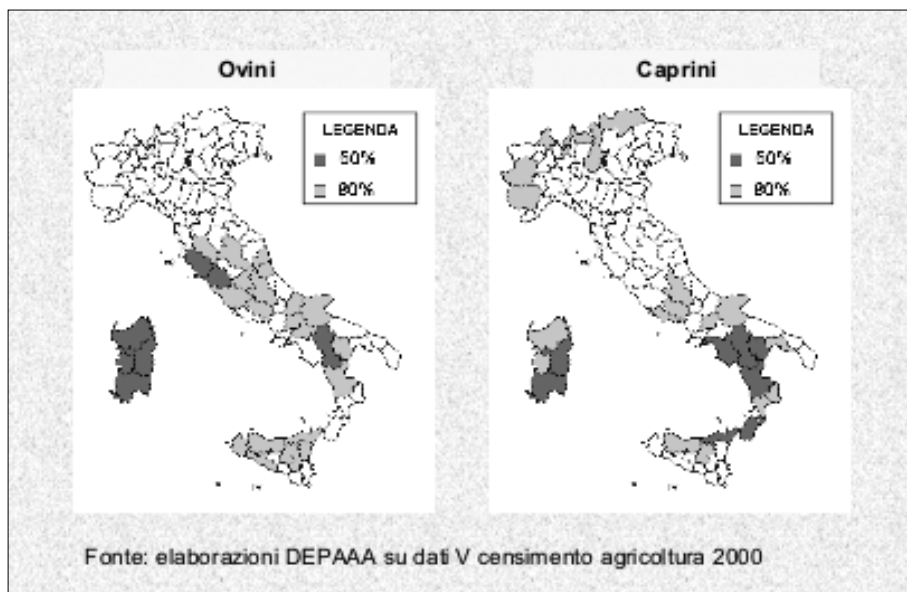 Ovini
Caprini
LEGENDA
50%
80%
LEGENDA
50%
80%
Fonte: elaborazioni DEPAAA su dati V censimento agricoltura 2000